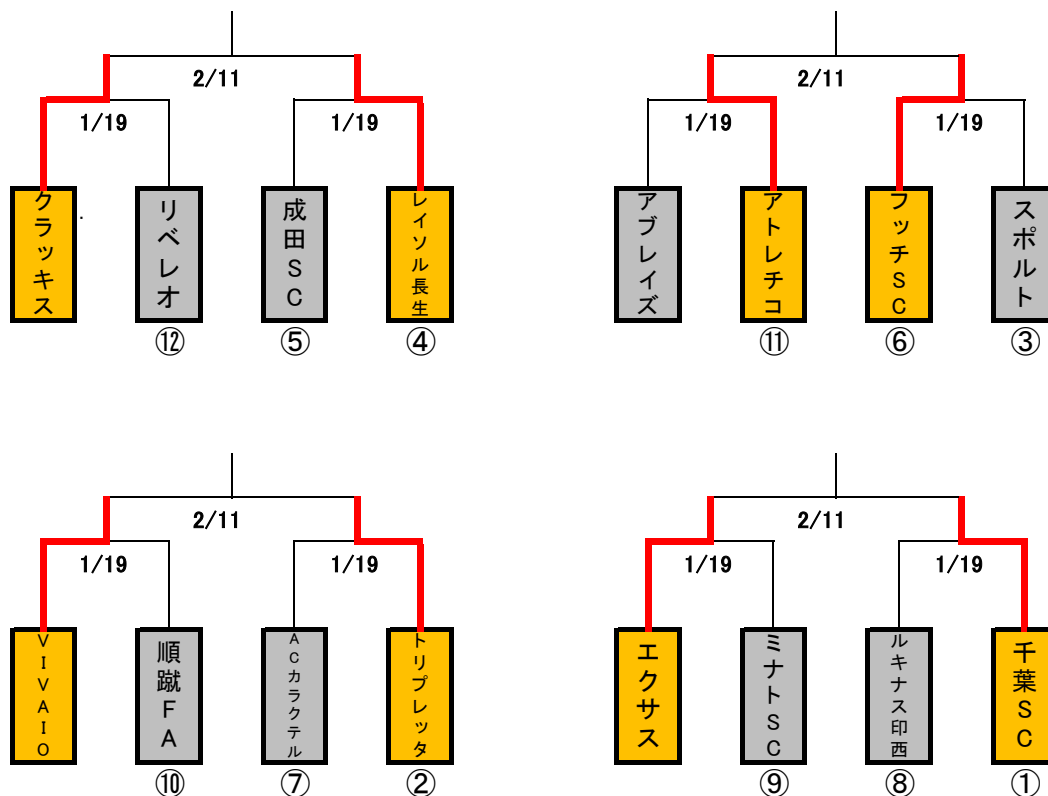 2/11
2/11
1/19
1/19
1/19
1/19
クラッキス
リベレオ
成田SC
レイソル長生
アブレイズ
アトレチコ
フッチSC
スポルト
⑫
⑤
④
⑪
⑥
③
2/11
2/11
1/19
1/19
1/19
1/19
VIVAIO
順蹴FA
ACカラクテル
トリプレッタ
エクサス
ミナトSC
ルキナス印西
千葉SC
⑩
⑦
②
⑨
⑧
①